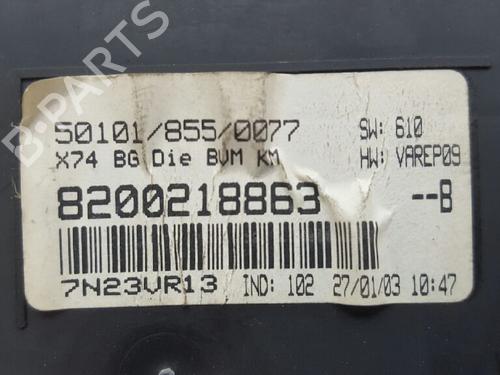 50101/855/0077 SW: 610
X74 BG Die BVM KM HW: VAREP09
8200218863 --B
7N23VR13 IND: 102 27/01/03 10:47
B-PARTS